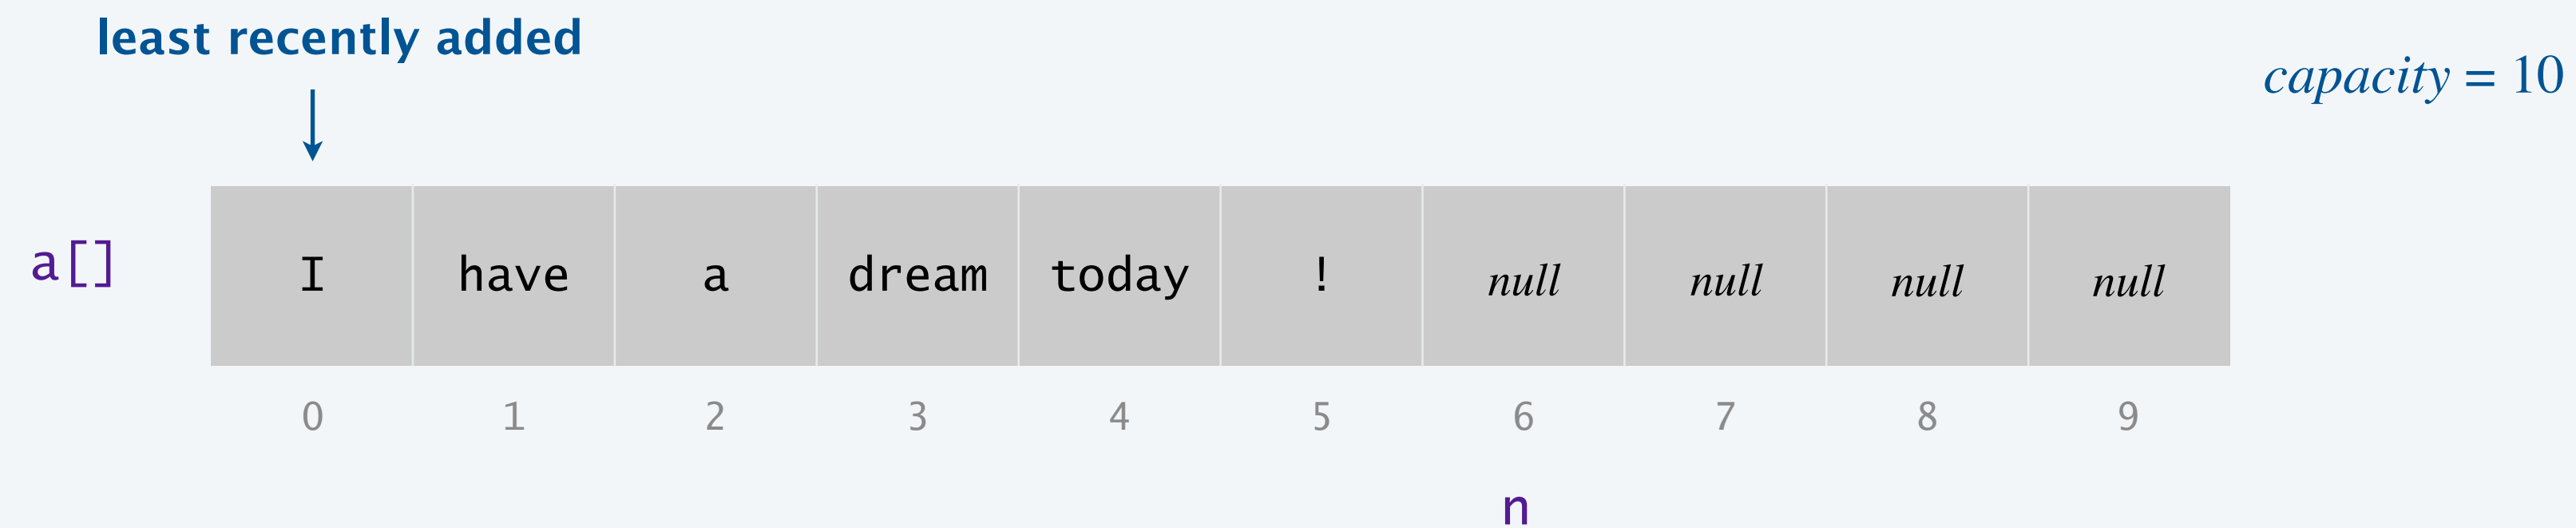 least recently added
capacity = 10
a[] I have a dream today ! null null null null
0 1 2 3 4 5 6 7 8 9
n